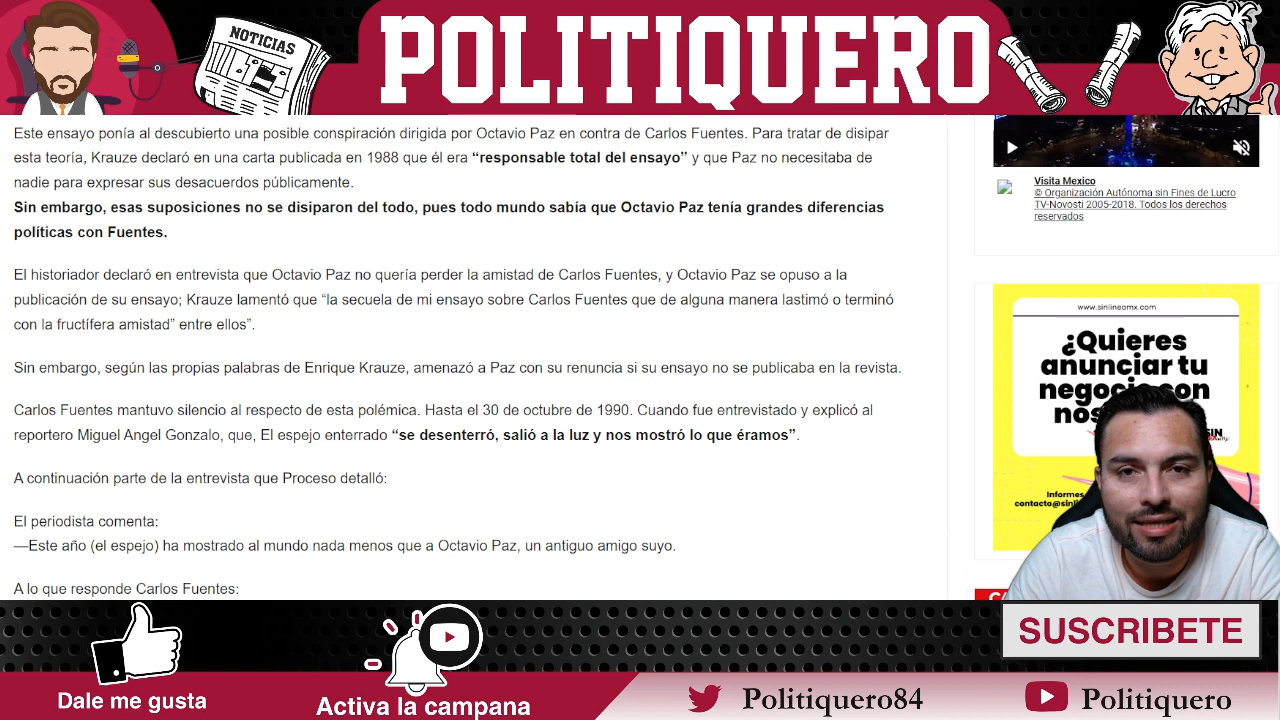 NOTICIAS
POLITIQUERO
Este ensayo ponía al descubierto una posible conspiración dirigida por Octavio Paz en contra de Carlos Fuentes. Para tratar de disipar
esta teoría, Krauze declaró en una carta publicada en 1988 que él era “responsable total del ensayo” y que Paz no necesitaba de
nadie para expresar sus desacuerdos públicamente.
Sin embargo, esas suposiciones no se disiparon del todo, pues todo mundo sabía que Octavio Paz tenía grandes diferencias
políticas con Fuentes.
El historiador declaró en entrevista que Octavio Paz no quería perder la amistad de Carlos Fuentes, y Octavio Paz se opuso a la
publicación de su ensayo; Krauze lamentó que “la secuela de mi ensayo sobre Carlos Fuentes que de alguna manera lastimó o terminó
con la fructífera amistad” entre ellos”.
Sin embargo, según las propias palabras de Enrique Krauze, amenazó a Paz con su renuncia si su ensayo no se publicaba en la revista.
Carlos Fuentes mantuvo silencio al respecto de esta polémica. Hasta el 30 de octubre de 1990. Cuando fue entrevistado y explicó al
reportero Miguel Angel Gonzalo, que, El espejo enterrado “se desenterró, salió a la luz y nos mostró lo que éramos”.
A continuación parte de la entrevista que Proceso detalló:
El periodista comenta:
—Este año (el espejo) ha mostrado al mundo nada menos que a Octavio Paz, un antiguo amigo suyo.
A lo que responde Carlos Fuentes:
Visita Mexico
© Organización Autónoma sin Fines de Lucro
TV-Novosti 2005-2018. Todos los derechos
reservados
www.sinlineamx.com
¿Quieres
anunciar tu
negocio con
Informes
SUSCRIBETE
Dale me gusta
Activa la campana
Politiquero84
Politiquero